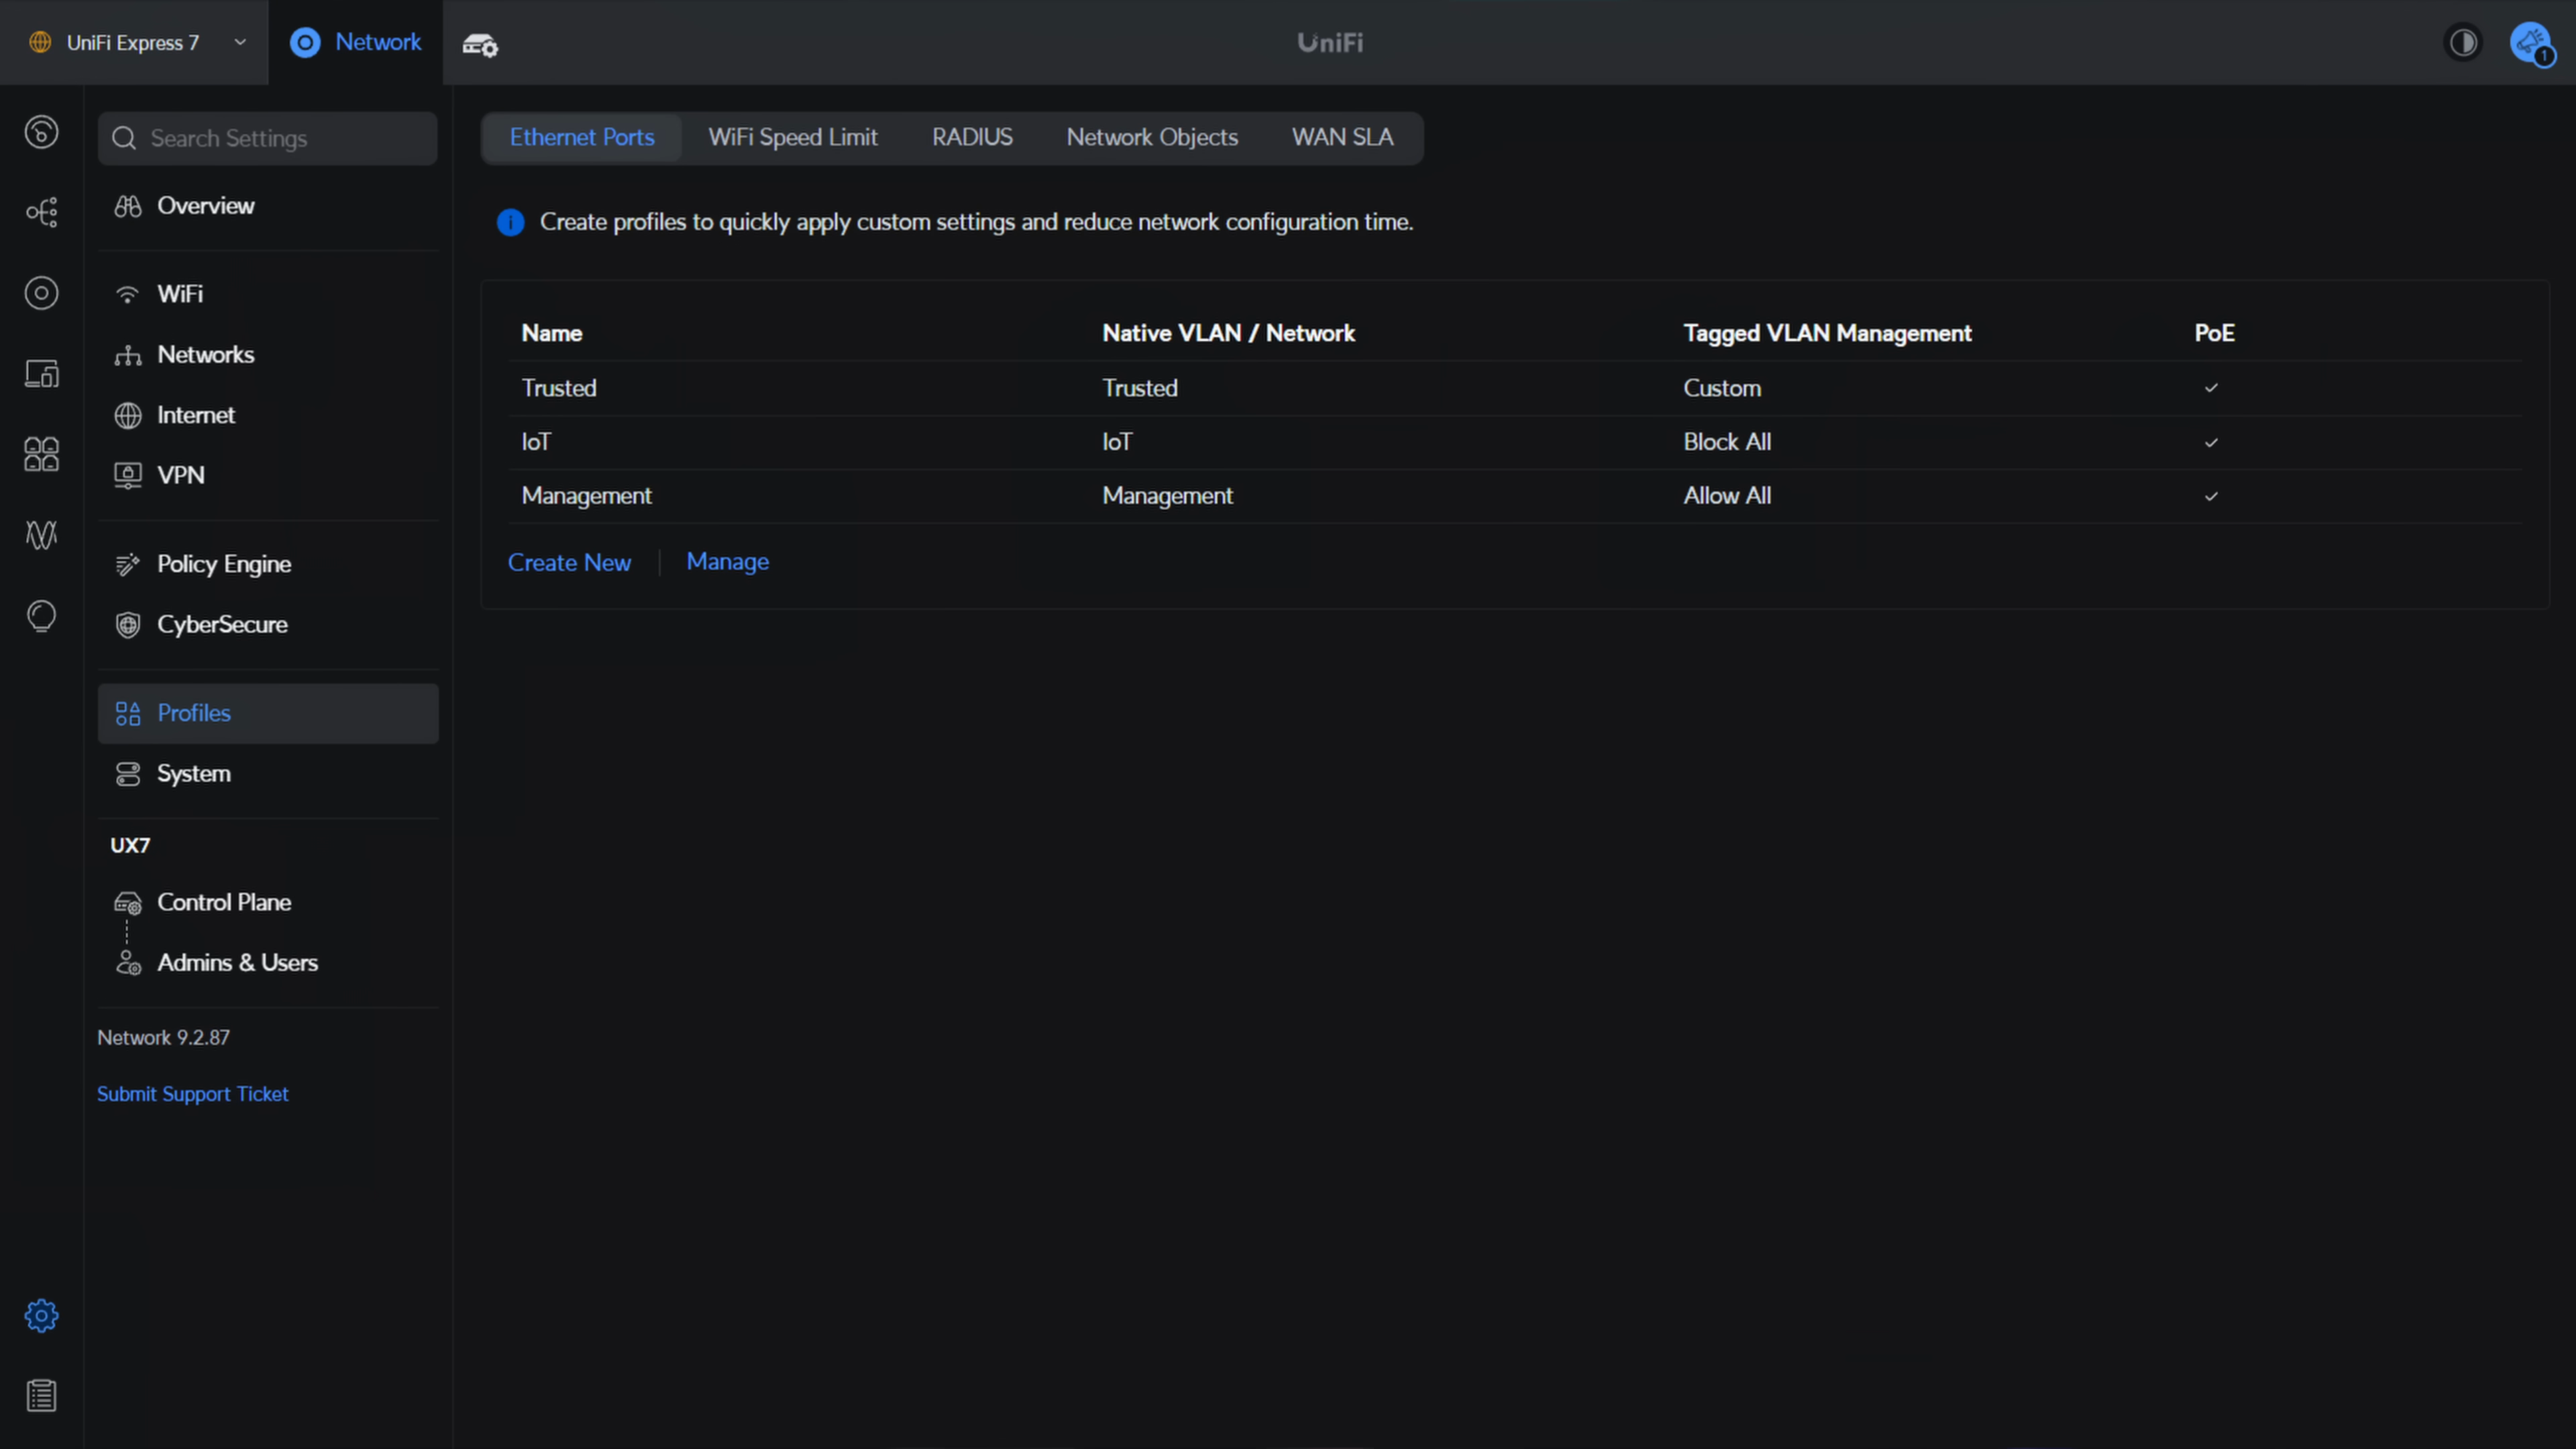 UniFi Express 7
Network
UniFi
1
Search Settings
Overview
WiFi
Networks
Internet
VPN
Policy Engine
CyberSecure
Profiles
System
UX7
Control Plane
Admins & Users
Network 9.2.87
Submit Support Ticket
Ethernet Ports WiFi Speed Limit RADIUS Network Objects WAN SLA
Create profiles to quickly apply custom settings and reduce network configuration time.
Name Native VLAN / Network Tagged VLAN Management PoE
Trusted Trusted Custom
IoT IoT Block All
Management Management Allow All
Create New Manage